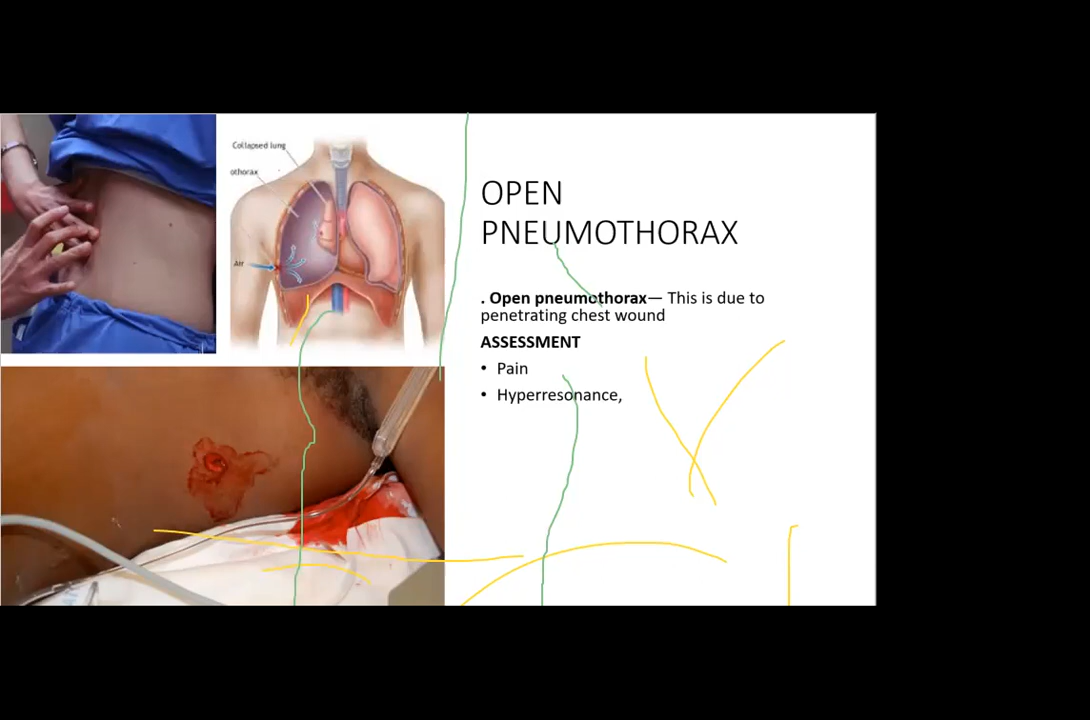 Collapsed lung
othorax
Air
OPEN
PNEUMOTHORAX
. Open pneumothorax— This is due to
penetrating chest wound
ASSESSMENT
• Pain
• Hyperresonance,